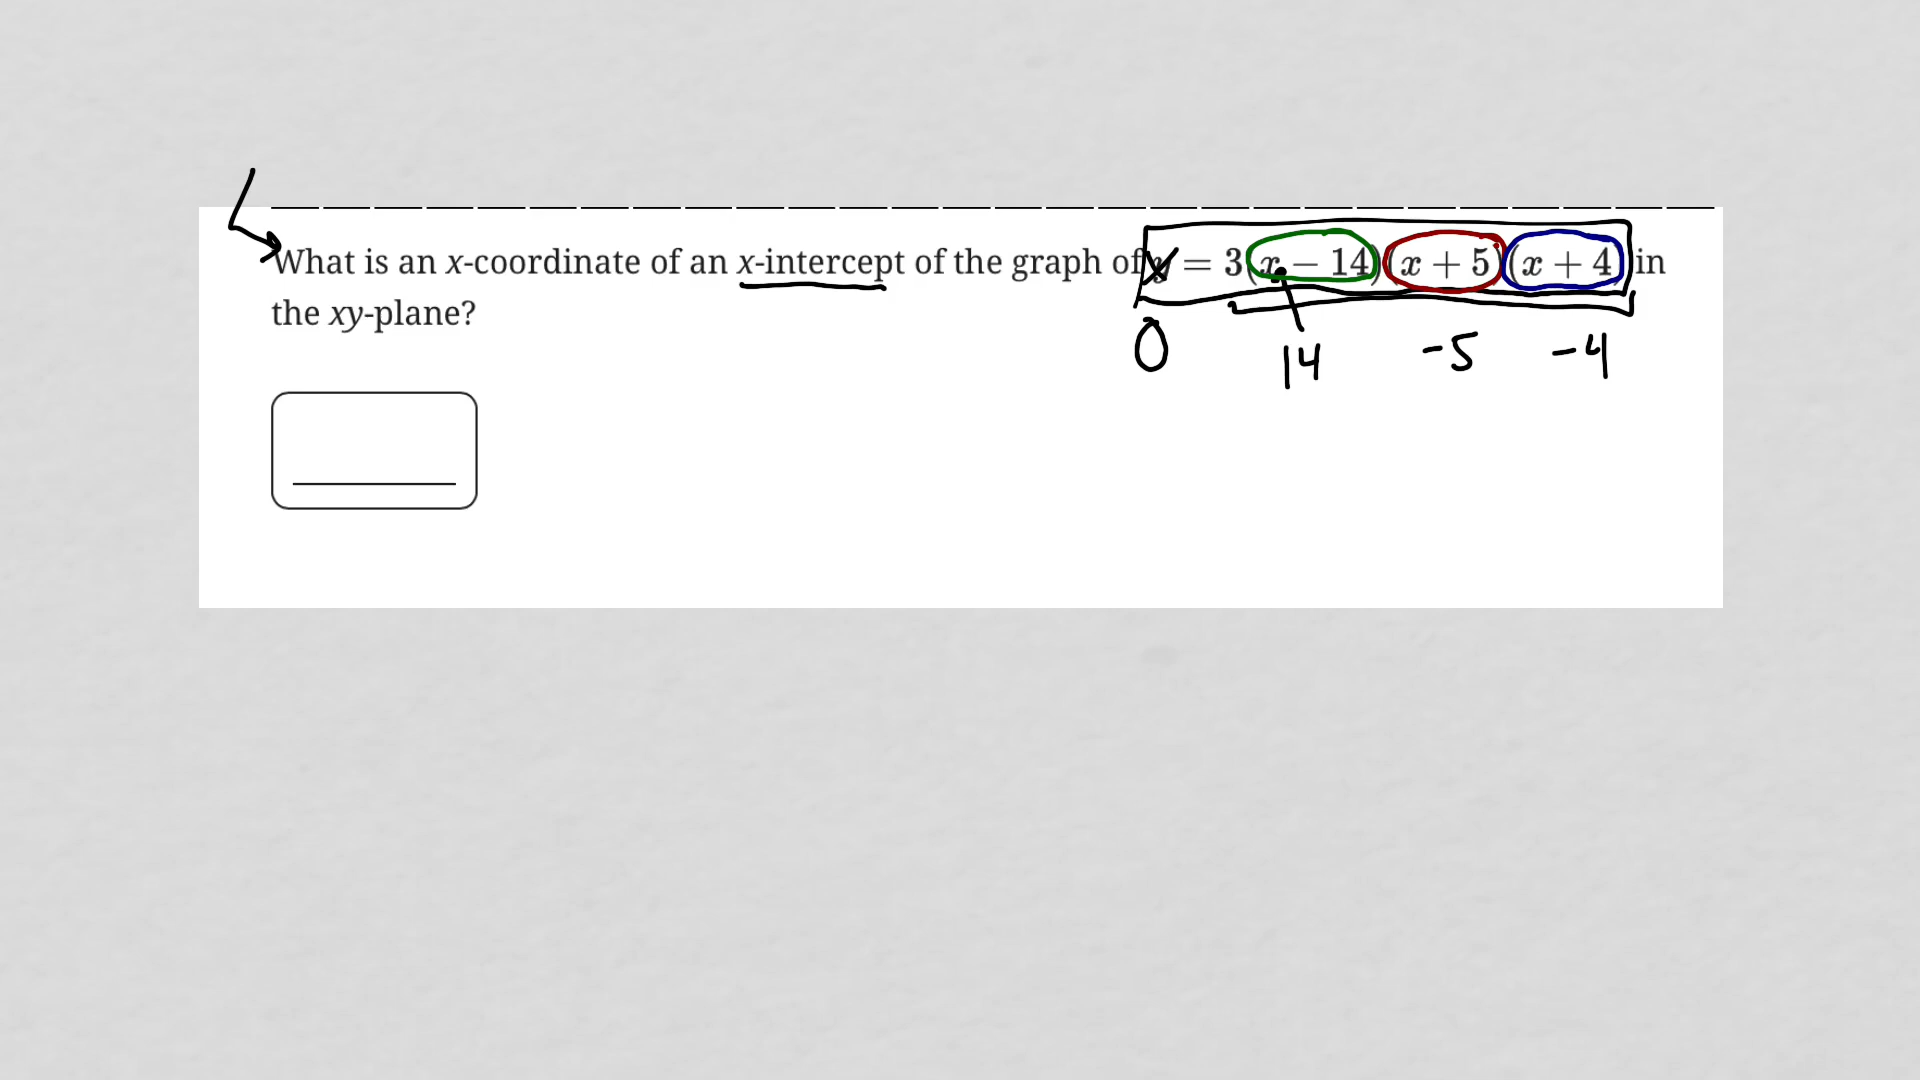 What is an x-coordinate of an x-intercept of the graph of y = 3(x − 14)(x + 5)(x + 4) in
the xy-plane?
0 14 -5 -4